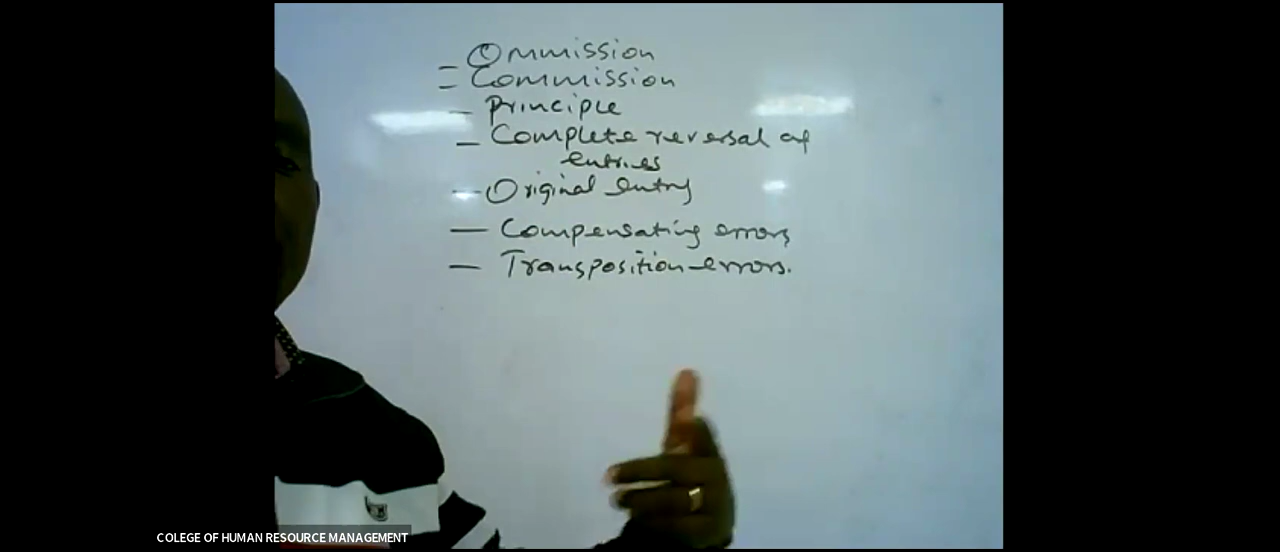 - Ommission
- Commission
- Principle
- Complete reversal of
entries
- Original entry
- Compensating errors
- Transposition errors.
COLEGE OF HUMAN RESOURCE MANAGEMENT